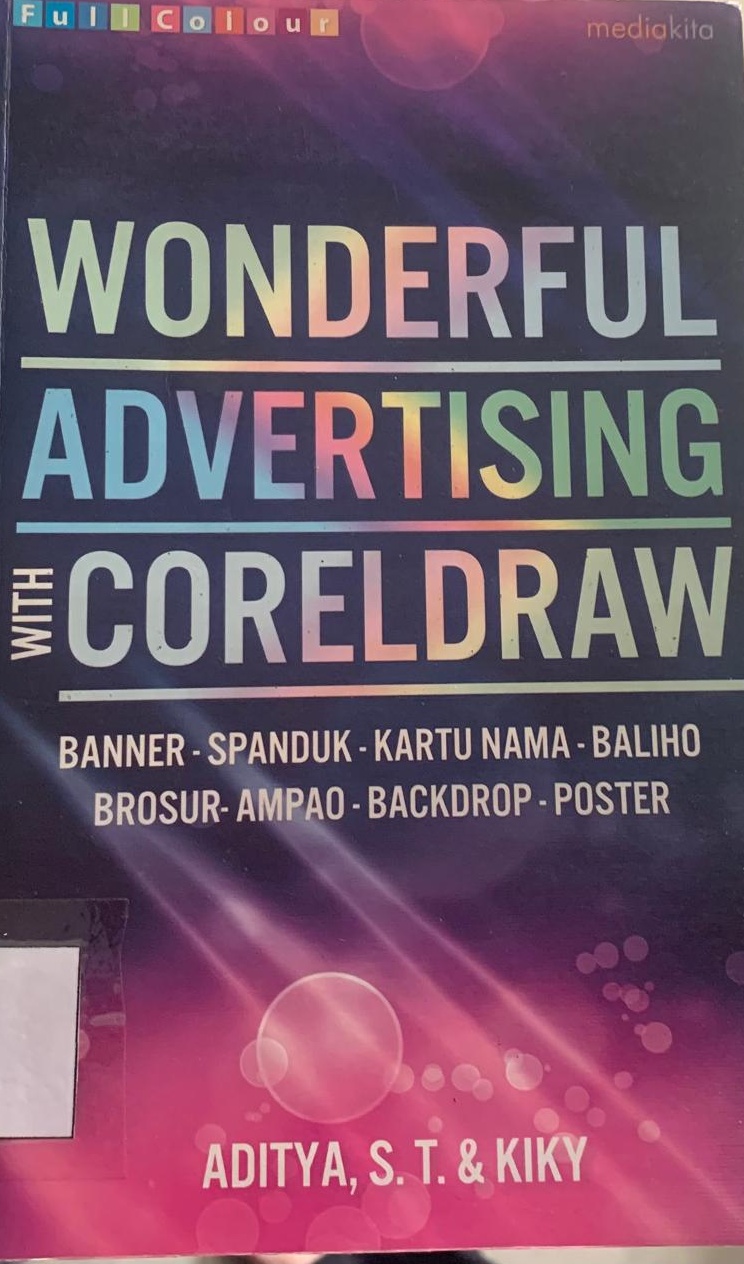 Full Colour
mediakita
WONDERFUL
ADVERTISING
WITH CORELDRAW
BANNER - SPANDUK - KARTU NAMA - BALIHO
BROSUR- AMPAO - BACKDROP - POSTER
ADITYA, S. T. & KIKY